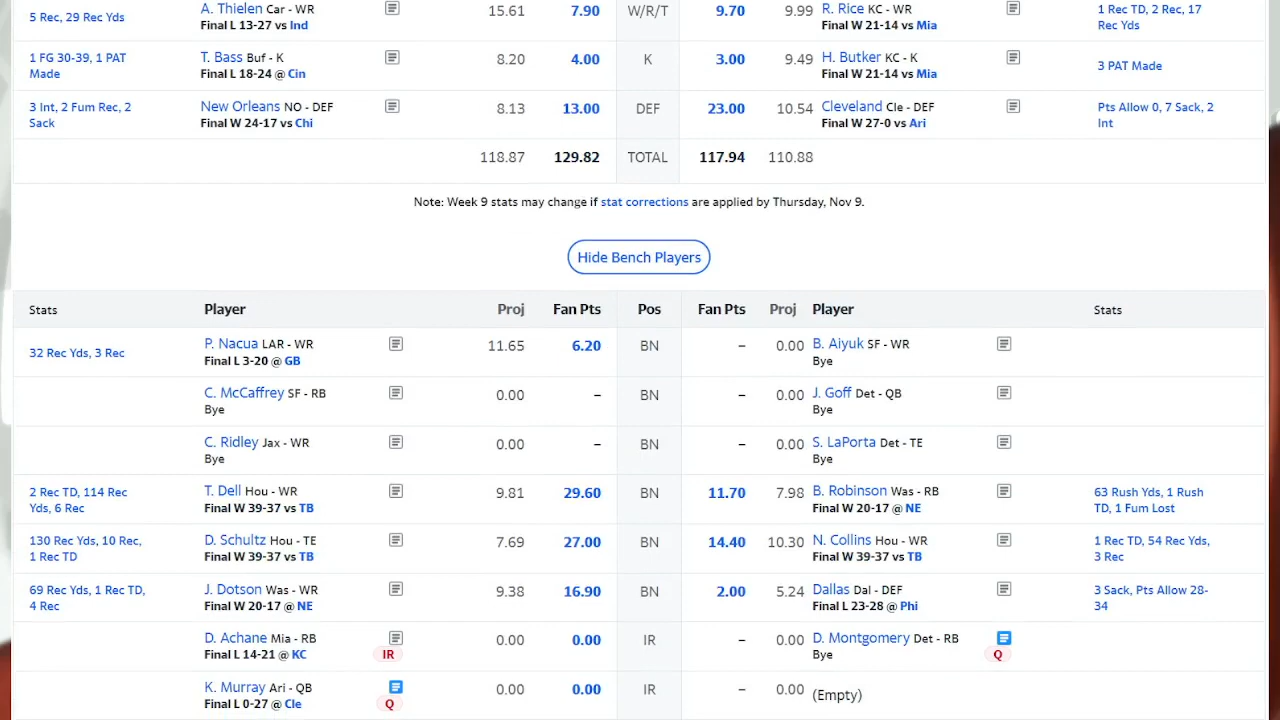 5 Rec, 29 Rec Yds A. Thielen Car - WR 15.61 7.90 W/R/T 9.70 9.99 R. Rice KC - WR 1 Rec TD, 2 Rec, 17
Final L 13-27 vs Ind Final W 21-14 vs Mia Rec Yds
1 FG 30-39, 1 PAT T. Bass Buf - K 8.20 4.00 K 3.00 9.49 H. Butker KC - K 3 PAT Made
Made Final L 18-24 @ Cin Final W 21-14 vs Mia
3 Int, 2 Fum Rec, 2 New Orleans NO - DEF 8.13 13.00 DEF 23.00 10.54 Cleveland Cle - DEF Pts Allow 0, 7 Sack, 2
Sack Final W 24-17 vs Chi Final W 27-0 vs Ari Int
118.87 129.82 TOTAL 117.94 110.88
Note: Week 9 stats may change if stat corrections are applied by Thursday, Nov 9.
Hide Bench Players
Stats Player Proj Fan Pts Pos Fan Pts Proj Player Stats
32 Rec Yds, 3 Rec P. Nacua LAR - WR 11.65 6.20 BN – 0.00 B. Aiyuk SF - WR
Final L 3-20 @ GB Bye
C. McCaffrey SF - RB 0.00 – BN – 0.00 J. Goff Det - QB
Bye Bye
C. Ridley Jax - WR 0.00 – BN – 0.00 S. LaPorta Det - TE
Bye Bye
2 Rec TD, 114 Rec T. Dell Hou - WR 9.81 29.60 BN 11.70 7.98 B. Robinson Was - RB 63 Rush Yds, 1 Rush
Yds, 6 Rec Final W 39-37 vs TB Final W 20-17 @ NE TD, 1 Fum Lost
130 Rec Yds, 10 Rec, D. Schultz Hou - TE 7.69 27.00 BN 14.40 10.30 N. Collins Hou - WR 1 Rec TD, 54 Rec Yds,
1 Rec TD Final W 39-37 vs TB Final W 39-37 vs TB 3 Rec
69 Rec Yds, 1 Rec TD, J. Dotson Was - WR 9.38 16.90 BN 2.00 5.24 Dallas Dal - DEF 3 Sack, Pts Allow 28-
4 Rec Final W 20-17 @ NE Final L 23-28 @ Phi 34
D. Achane Mia - RB 0.00 0.00 IR – 0.00 D. Montgomery Det - RB
Final L 14-21 @ KC IR Bye Q
K. Murray Ari - QB 0.00 0.00 IR – 0.00 (Empty)
Final L 0-27 @ Cle Q